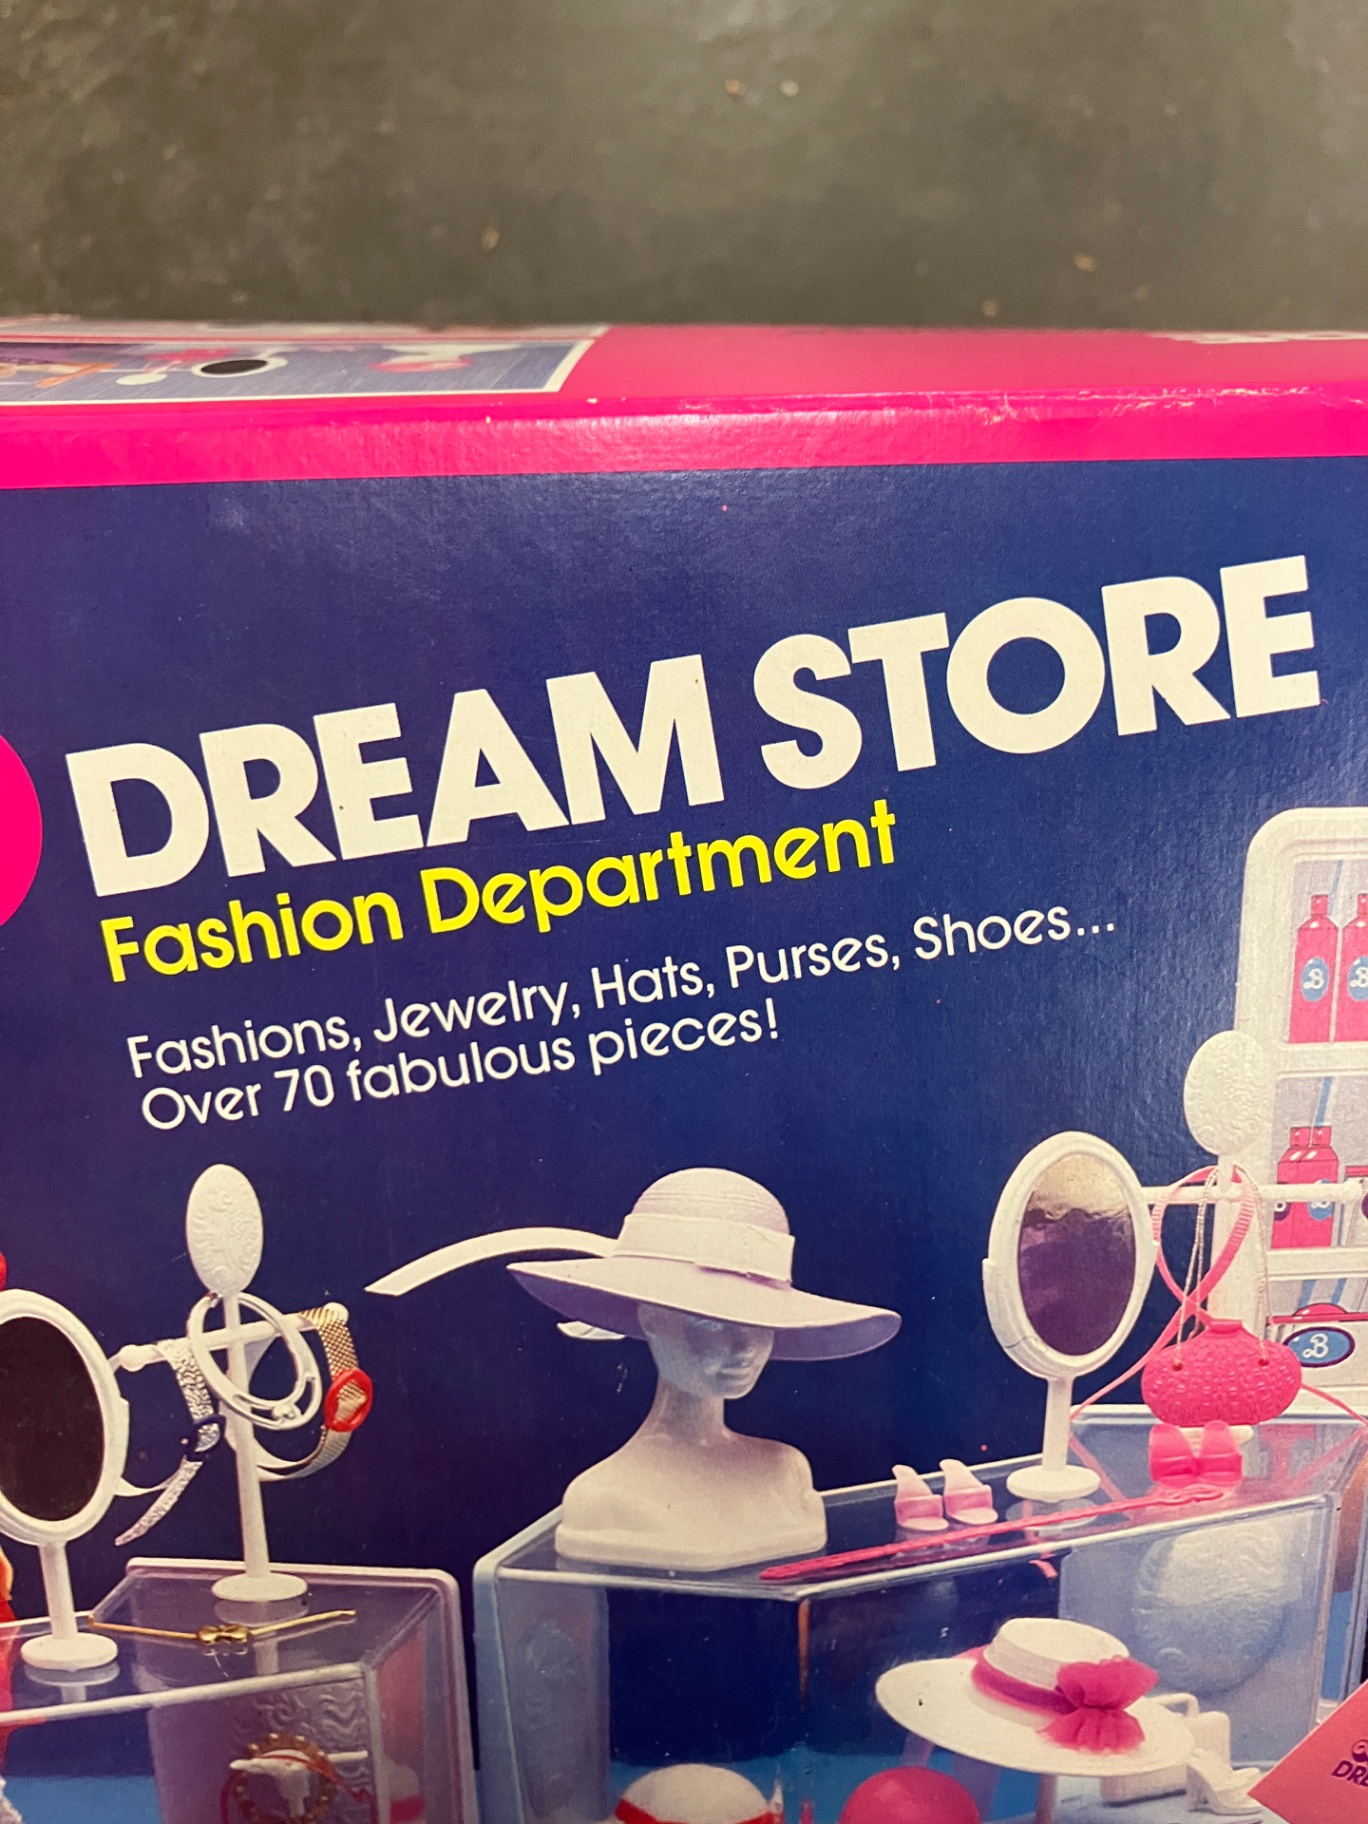 DREAM STORE
Fashion Department
Fashions, Jewelry, Hats, Purses, Shoes...
Over 70 fabulous pieces!
B
B
B